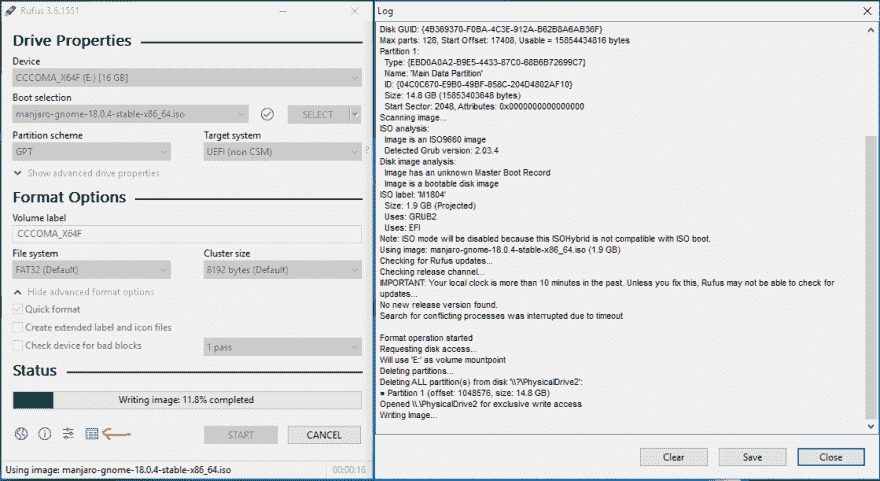 Rufus 3.6.1551
Drive Properties
Device
CCCOMA_X64F (E:) [16 GB]
Boot selection
manjaro-gnome-18.0.4-stable-x86_64.iso
SELECT
Partition scheme
Target system
GPT
UEFI (non CSM)
?
Show advanced drive properties
Format Options
Volume label
CCCOMA_X64F
File system
Cluster size
FAT32 (Default)
8192 bytes (Default)
Hide advanced format options
Quick format
Create extended label and icon files
Check device for bad blocks
1 pass
Status
Writing image: 11.8% completed
START
CANCEL
Using image: manjaro-gnome-18.0.4-stable-x86_64.iso
00:00:16
Log
Disk GUID: {4B369370-F0BA-4C3E-912A-B62B8A6AB36F}
Max parts: 128, Start Offset: 17408, Usable = 15854434816 bytes
Partition 1:
Type: {EBD0A0A2-B9E5-4433-87C0-68B6B72699C7}
Name: 'Main Data Partition'
ID: {04C0C670-E9B0-49BF-858C-204D4802AF10}
Size: 14.8 GB (15853403648 bytes)
Start Sector: 2048, Attributes: 0x0000000000000000
Scanning image...
ISO analysis:
Image is an ISO9660 image
Detected Grub version: 2.03.4
Disk image analysis:
Image has an unknown Master Boot Record
Image is a bootable disk image
ISO label: 'M1804'
Size: 1.9 GB (Projected)
Uses: GRUB2
Uses: EFI
Note: ISO mode will be disabled because this ISOHybrid is not compatible with ISO boot.
Using image: manjaro-gnome-18.0.4-stable-x86_64.iso (1.9 GB)
Checking for Rufus updates...
Checking release channel...
IMPORTANT: Your local clock is more than 10 minutes in the past. Unless you fix this, Rufus may not be able to check for
updates...
No new release version found.
Search for conflicting processes was interrupted due to timeout
Format operation started
Requesting disk access...
Will use 'E:' as volume mountpoint
Deleting partitions...
Deleting ALL partition(s) from disk '\\?\PhysicalDrive2':
● Partition 1 (offset: 1048576, size: 14.8 GB)
Opened \\.\PhysicalDrive2 for exclusive write access
Writing Image...
Clear
Save
Close